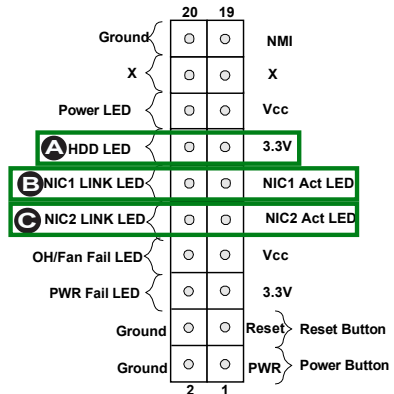 20 19
Ground NMI
X X
Power LED Vcc
A HDD LED 3.3V
B NIC1 LINK LED NIC1 Act LED
C NIC2 LINK LED NIC2 Act LED
OH/Fan Fail LED Vcc
PWR Fail LED 3.3V
Ground Reset Reset Button
Ground PWR Power Button
2 1